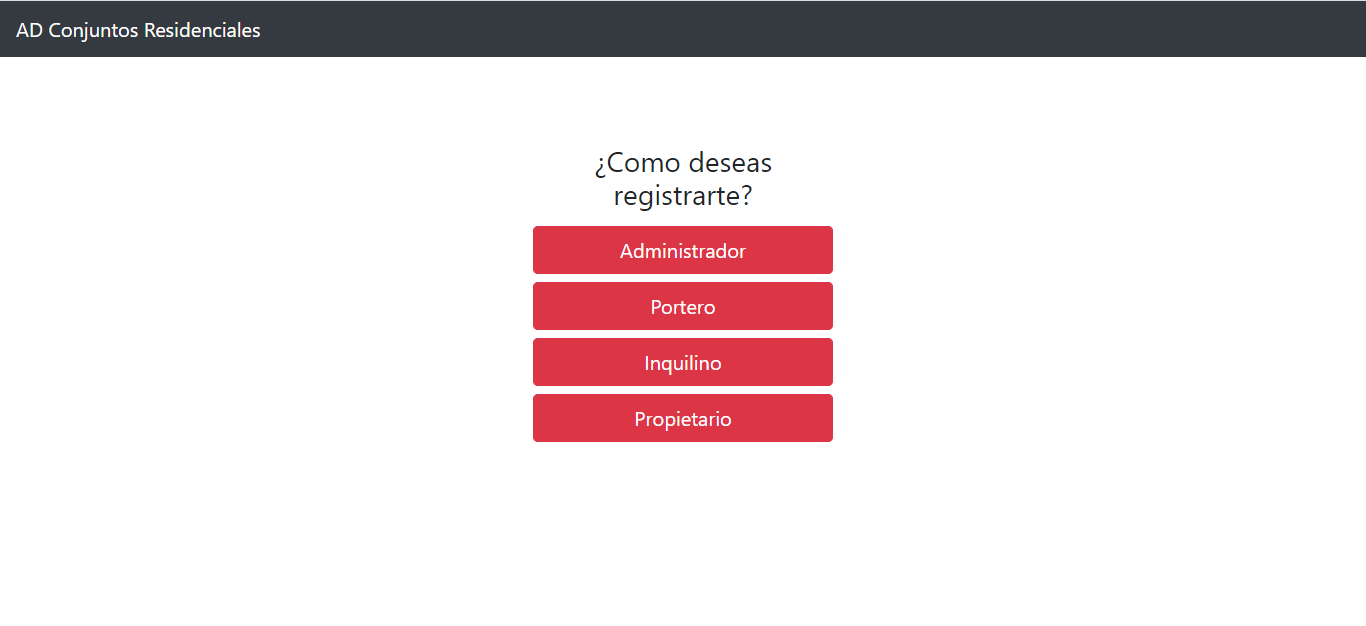 AD Conjuntos Residenciales
¿Como deseas
registrarte?
Administrador
Portero
Inquilino
Propietario